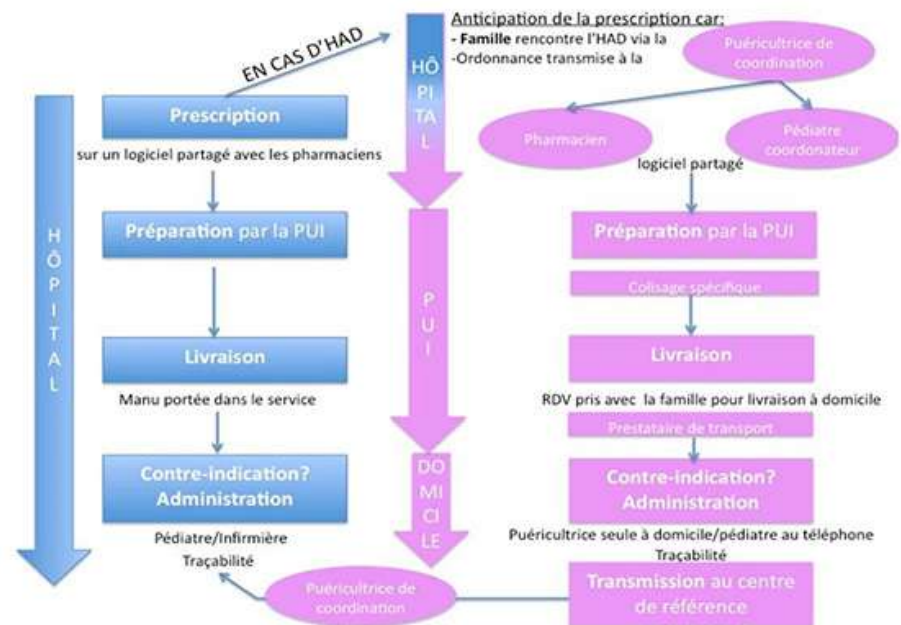 Anticipation de la prescription car:
- Famille rencontre l'HAD via la
-Ordonnance transmise à la
Puéricultrice de
coordination
EN CAS D'HAD
HÔPITAL
Prescription
sur un logiciel partagé avec les pharmaciens
Pharmacien
Pédiatre
coordonateur
logiciel partagé
HÔPITAL
Préparation par la PUI
PUI
Préparation par la PUI
Colisage spécifique
Livraison
Manu portée dans le service
Livraison
RDV pris avec la famille pour livraison à domicile
Prestataire de transport
Contre-indication?
Administration
Pédiatre/Infirmière
Traçabilité
DO
MI
CI
LE
Contre-indication?
Administration
Puéricultrice seule à domicile/pédiatre au téléphone
Traçabilité
Puéricultrice de
coordination
Transmission au centre
de référence